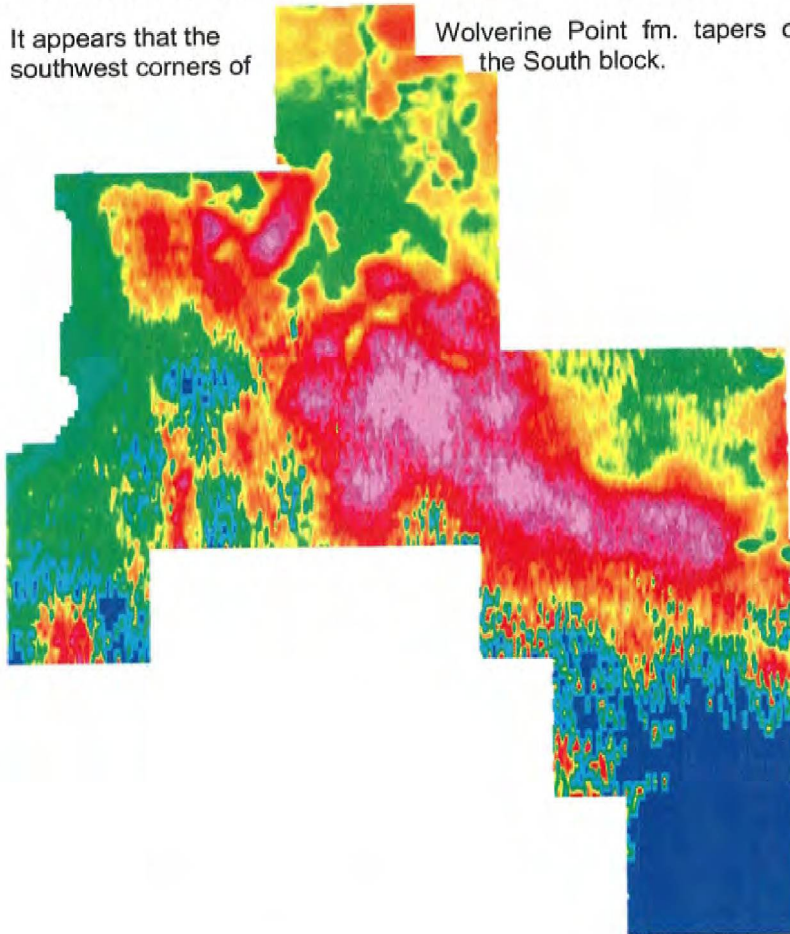 It appears that the Wolverine Point fm. tapers
southwest corners of the South block.